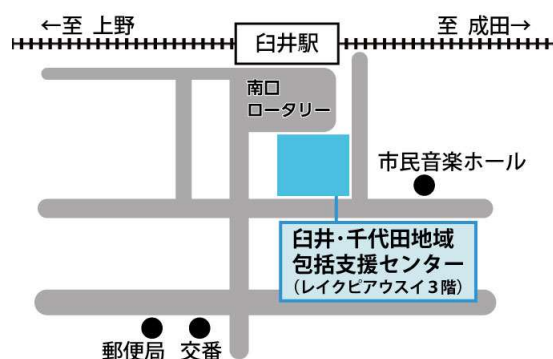 ←至 上野
臼井駅
至 成田→
南口
ロータリー
市民音楽ホール
臼井・千代田地域
包括支援センター
（レイクピアウスイ３階）
郵便局
交番